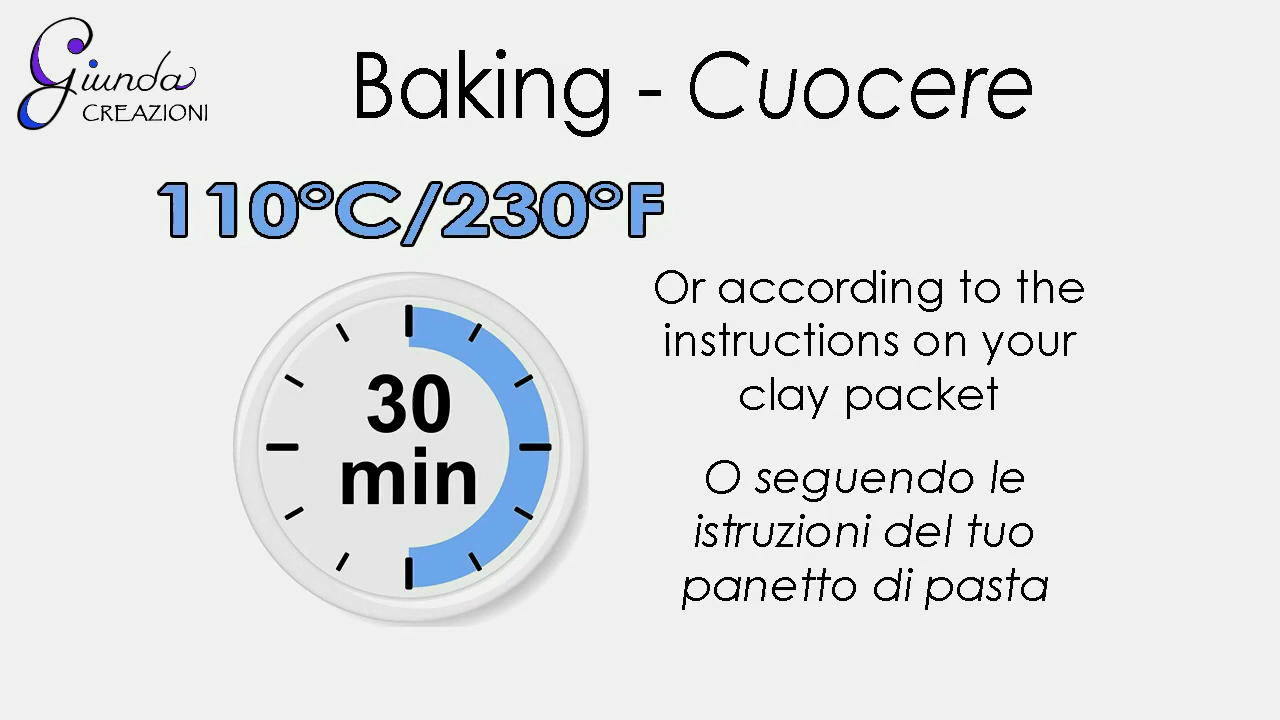 Giunda
CREAZIONI
Baking - Cuocere
110°C/230°F
30
min
Or according to the
instructions on your
clay packet
O seguendo le
istruzioni del tuo
panetto di pasta